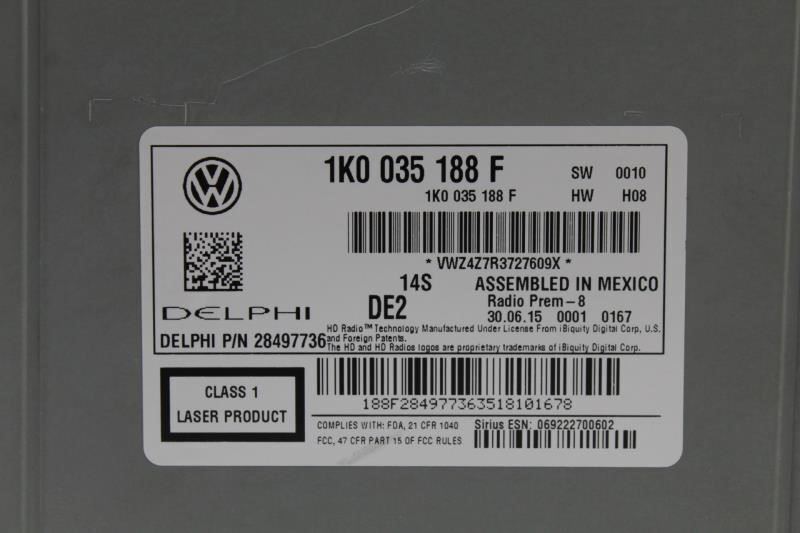 1K0 035 188 F SW 0010
1K0 035 188 F HW H08
* VWZ4Z7R3727609X *
14S ASSEMBLED IN MEXICO
DELPHI DE2 Radio Prem-8
30.06.15 0001 0167
DELPHI P/N 28497736
HD Radio™ Technology Manufactured Under License From iBiquity Digital Corp, U.S.
and Foreign Patents.
The HD and HD Radios logos are proprietary trademarks of iBiquity Digital Corp.
CLASS 1
LASER PRODUCT
188F284977363518101678
COMPLIES WITH: FDA, 21 CFR 1040
FCC, 47 CFR PART 15 OF FCC RULES
Sirius ESN: 069222700602